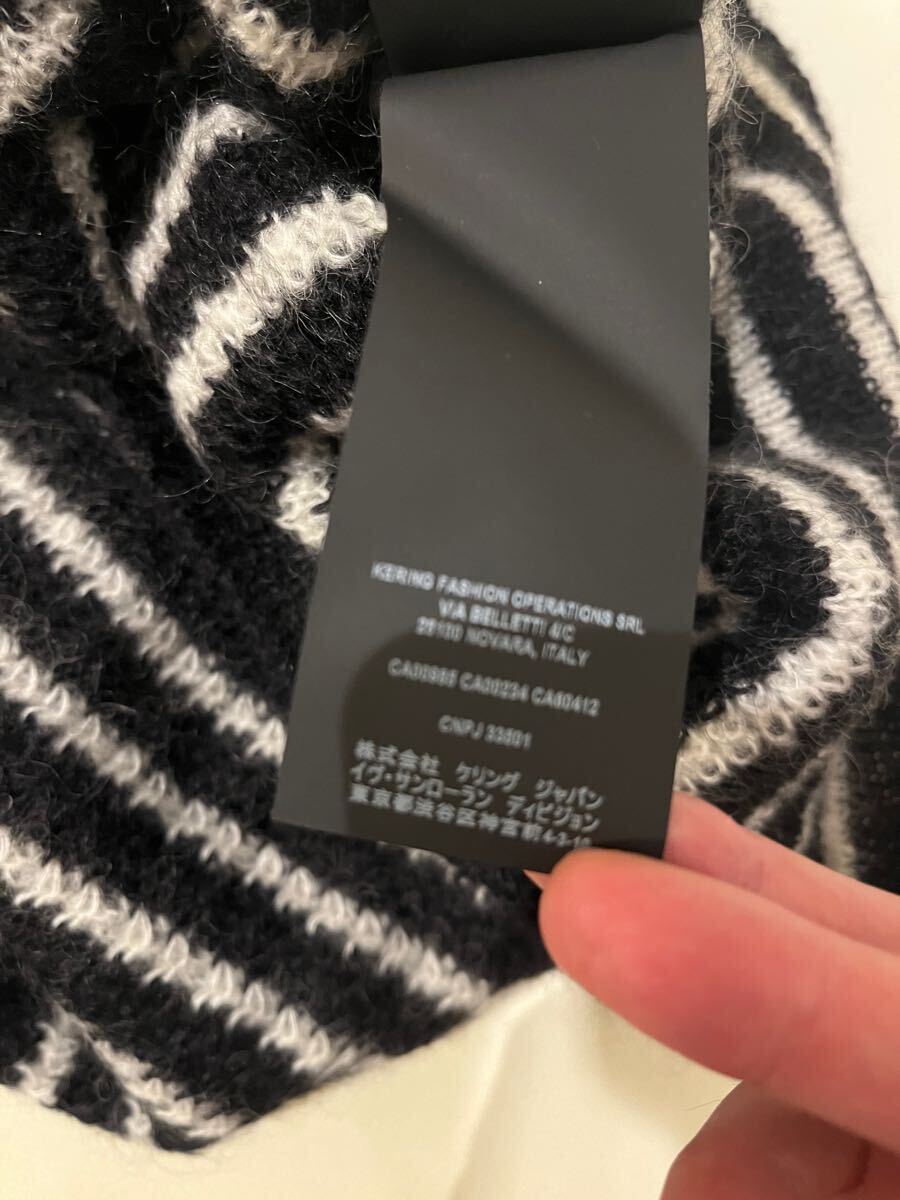 KERING FASHION OPERATIONS SRL
VIA BELLETTI 4/C
28100 NOVARA, ITALY
CA00985 CA00234 CA60412
CNPJ 33501
株式会社 ケリング ジャパン
イヴ・サンローラン ディビジョン
東京都渋谷区神宮前